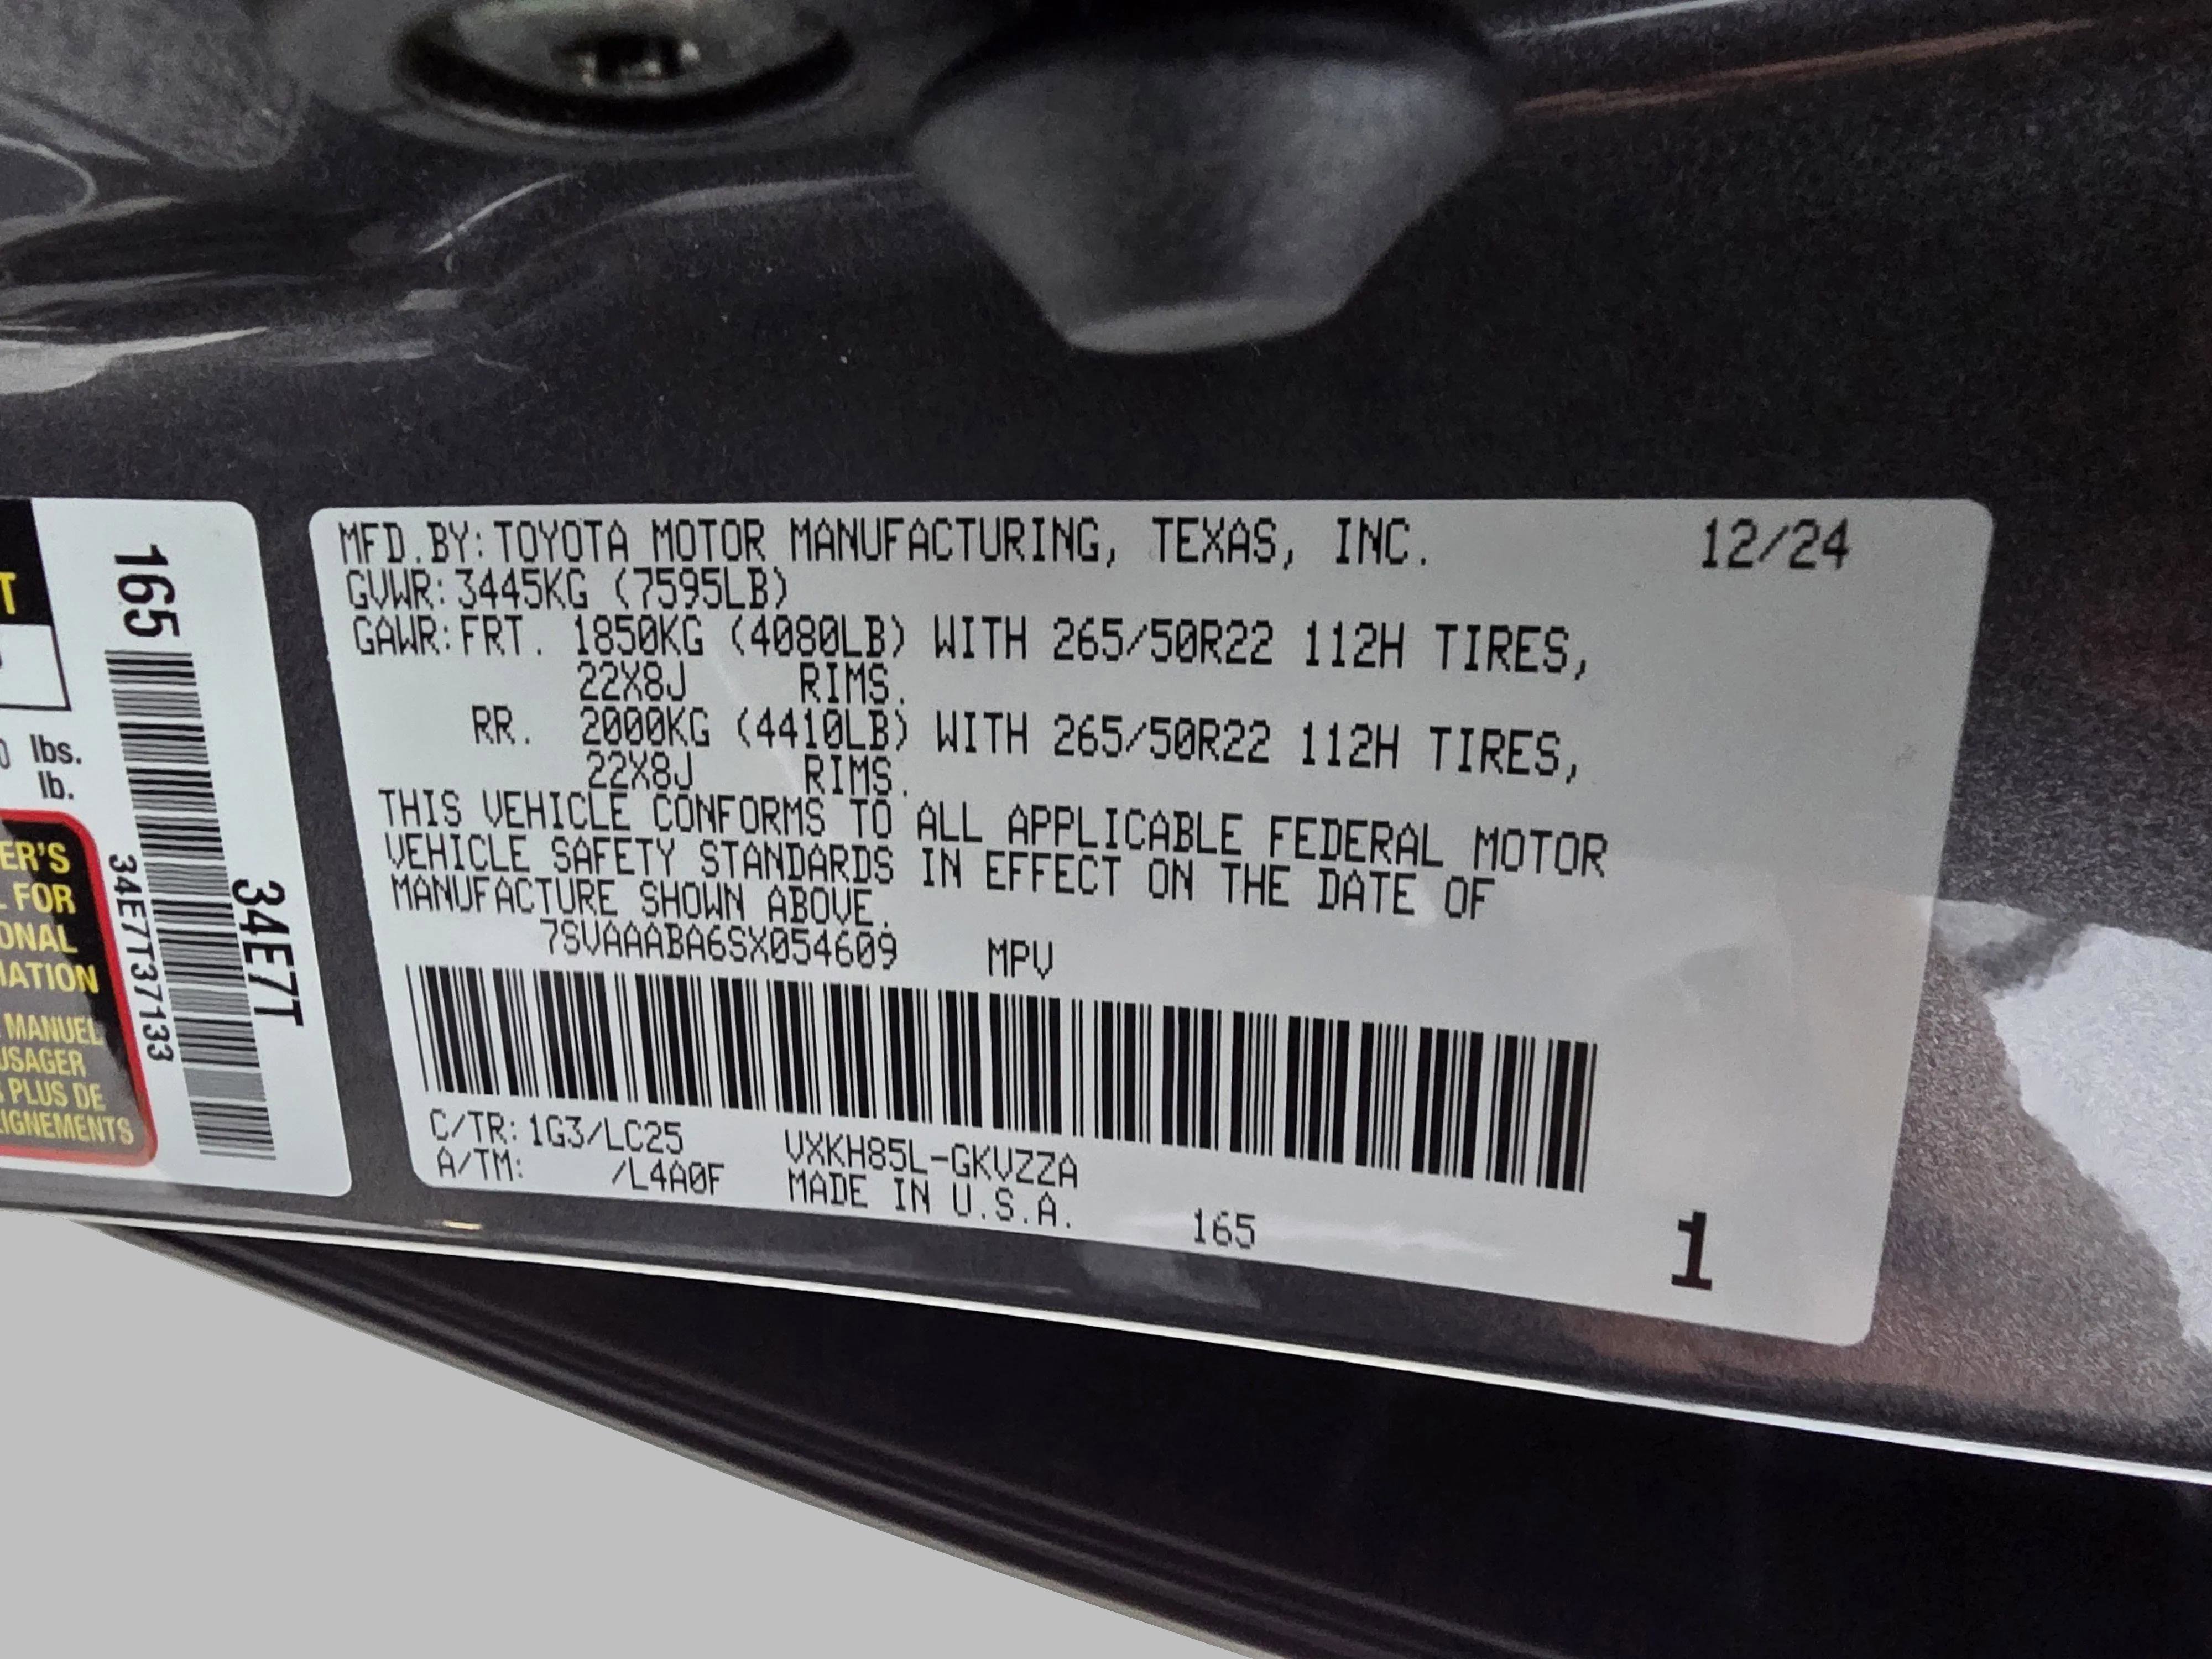 MFD.BY:TOYOTA MOTOR MANUFACTURING, TEXAS, INC. 12/24
GVWR:3445KG (7595LB)
GAWR:FRT. 1850KG (4080LB) WITH 265/50R22 112H TIRES,
22X8J RIMS.
RR. 2000KG (4410LB) WITH 265/50R22 112H TIRES,
22X8J RIMS.
THIS VEHICLE CONFORMS TO ALL APPLICABLE FEDERAL MOTOR
VEHICLE SAFETY STANDARDS IN EFFECT ON THE DATE OF
MANUFACTURE SHOWN ABOVE.
7SVAAABA6SX054609 MPV
C/TR:1G3/LC25 VXKH85L-GKVZZA
A/TM: /L4A0F MADE IN U.S.A.
165
1
165
34E7T37133
34E7T
T
lbs.
lb.
ER'S
FOR
ONAL
IATION
MANUEL
USAGER
PLUS DE
EIGNEMENTS